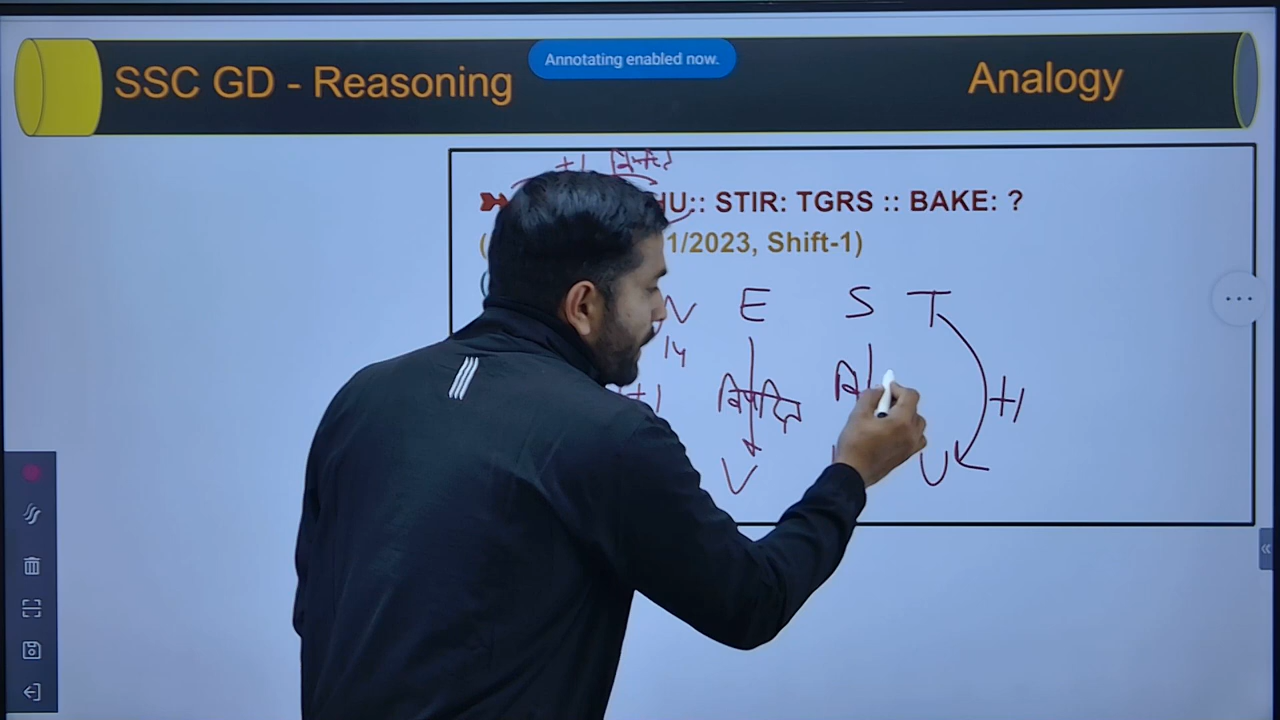 Annotating enabled now.
SSC GD - Reasoning
Analogy
+1
HU:: STIR: TGRS :: BAKE: ?
1/2023, Shift-1)
N E S T
14
+1 विपरित +1
V U